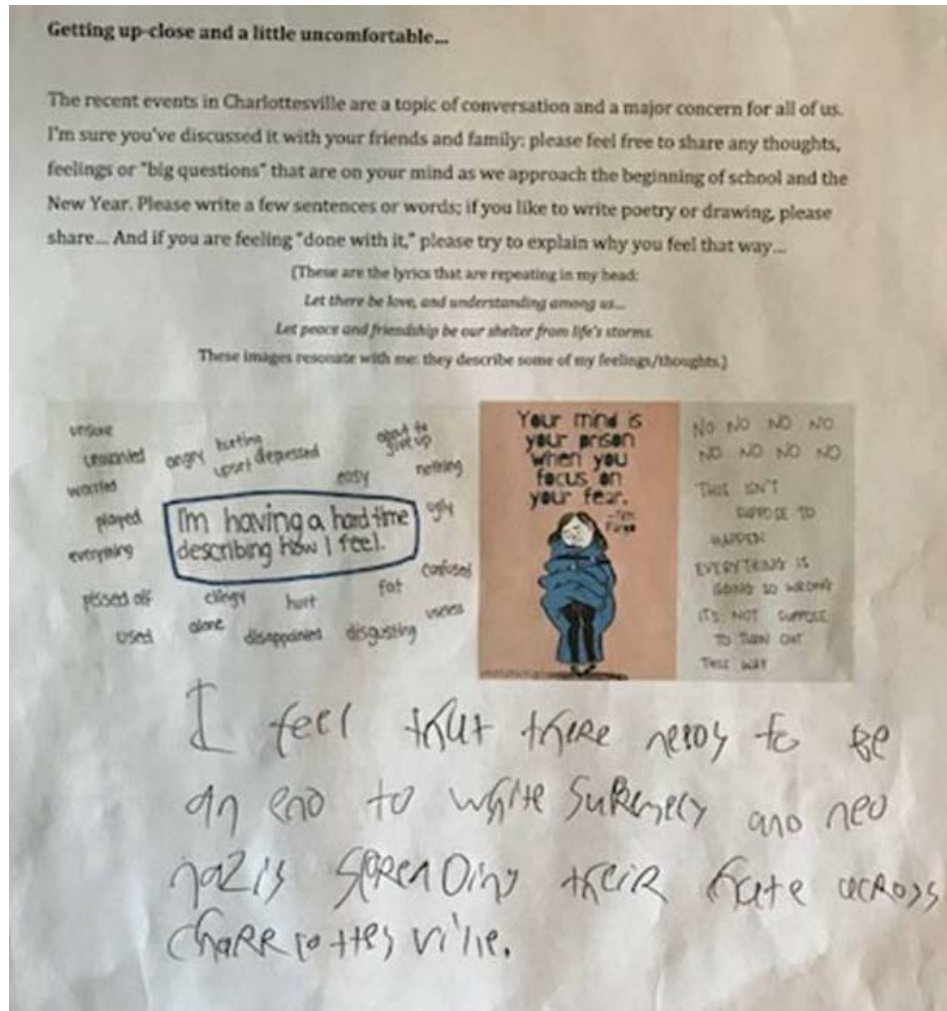 Getting up-close and a little uncomfortable...
The recent events in Charlottesville are a topic of conversation and a major concern for all of us.
I'm sure you've discussed it with your friends and family; please feel free to share any thoughts,
feelings or "big questions" that are on your mind as we approach the beginning of school and the
New Year. Please write a few sentences or words; if you like to write poetry or drawing, please
share... And if you are feeling "done with it," please try to explain why you feel that way...
(These are the lyrics that are repeating in my head:
Let there be love, and understanding among us...
Let peace and friendship be our shelter from life's storms.
These images resonate with me: they describe some of my feelings/thoughts.)
unsure
unwanted
angry
hurting
upset
depressed
about to
give up
worried
easy
nothing
played
I'm having a hard time
describing how I feel.
ugly
everything
confused
pissed off
clingy
hurt
fat
useless
used
alone
disappointed
disgusting
Your mind is
your prison
when you
focus on
your fear.
-Tim
Fargo
NO NO NO NO
NO NO NO NO
THIS ISN'T
SUPPOSE TO
HAPPEN
EVERYTHING IS
GOING SO WRONG
IT'S NOT SUPPOSE
TO TURN OUT
THIS WAY
I feel that there needs to be
an end to white supremecy and neo
nazis spreading their hate across
charrlottesville.